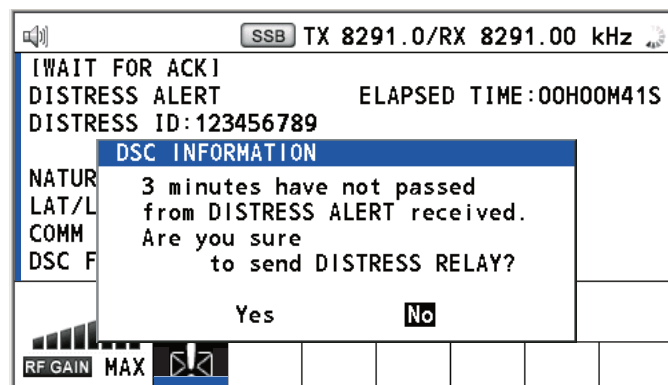 SSB TX 8291.0/RX 8291.00 kHz
[WAIT FOR ACK]
DISTRESS ALERT ELAPSED TIME:00H00M41S
DISTRESS ID:123456789
DSC INFORMATION
NATUR
LAT/L
COMM
DSC F
3 minutes have not passed
from DISTRESS ALERT received.
Are you sure
to send DISTRESS RELAY?
Yes No
RF GAIN MAX